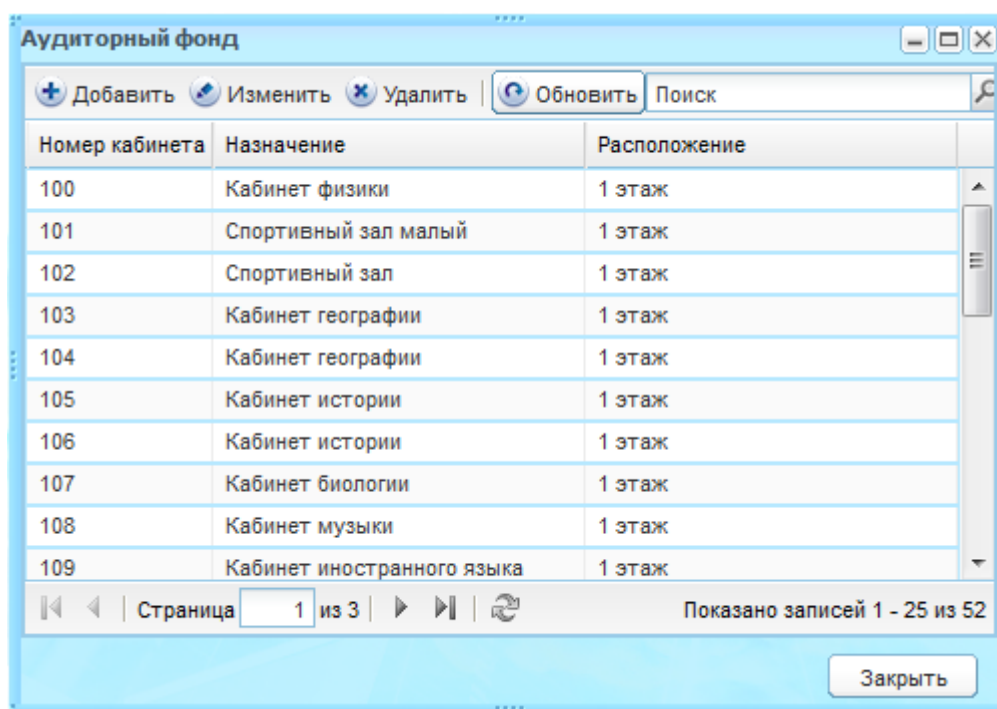 Аудиторный фонд
Добавить Изменить Удалить Обновить Поиск
Номер кабинета Назначение Расположение
100 Кабинет физики 1 этаж
101 Спортивный зал малый 1 этаж
102 Спортивный зал 1 этаж
103 Кабинет географии 1 этаж
104 Кабинет географии 1 этаж
105 Кабинет истории 1 этаж
106 Кабинет истории 1 этаж
107 Кабинет биологии 1 этаж
108 Кабинет музыки 1 этаж
109 Кабинет иностранного языка 1 этаж
Страница 1 из 3 Показано записей 1 - 25 из 52
Закрыть